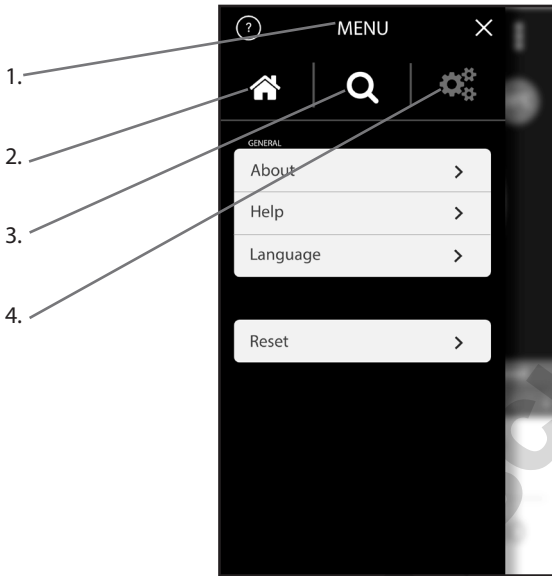 ? MENU
1.
2.
GENERAL
About
Help
3.
Language
4.
Reset